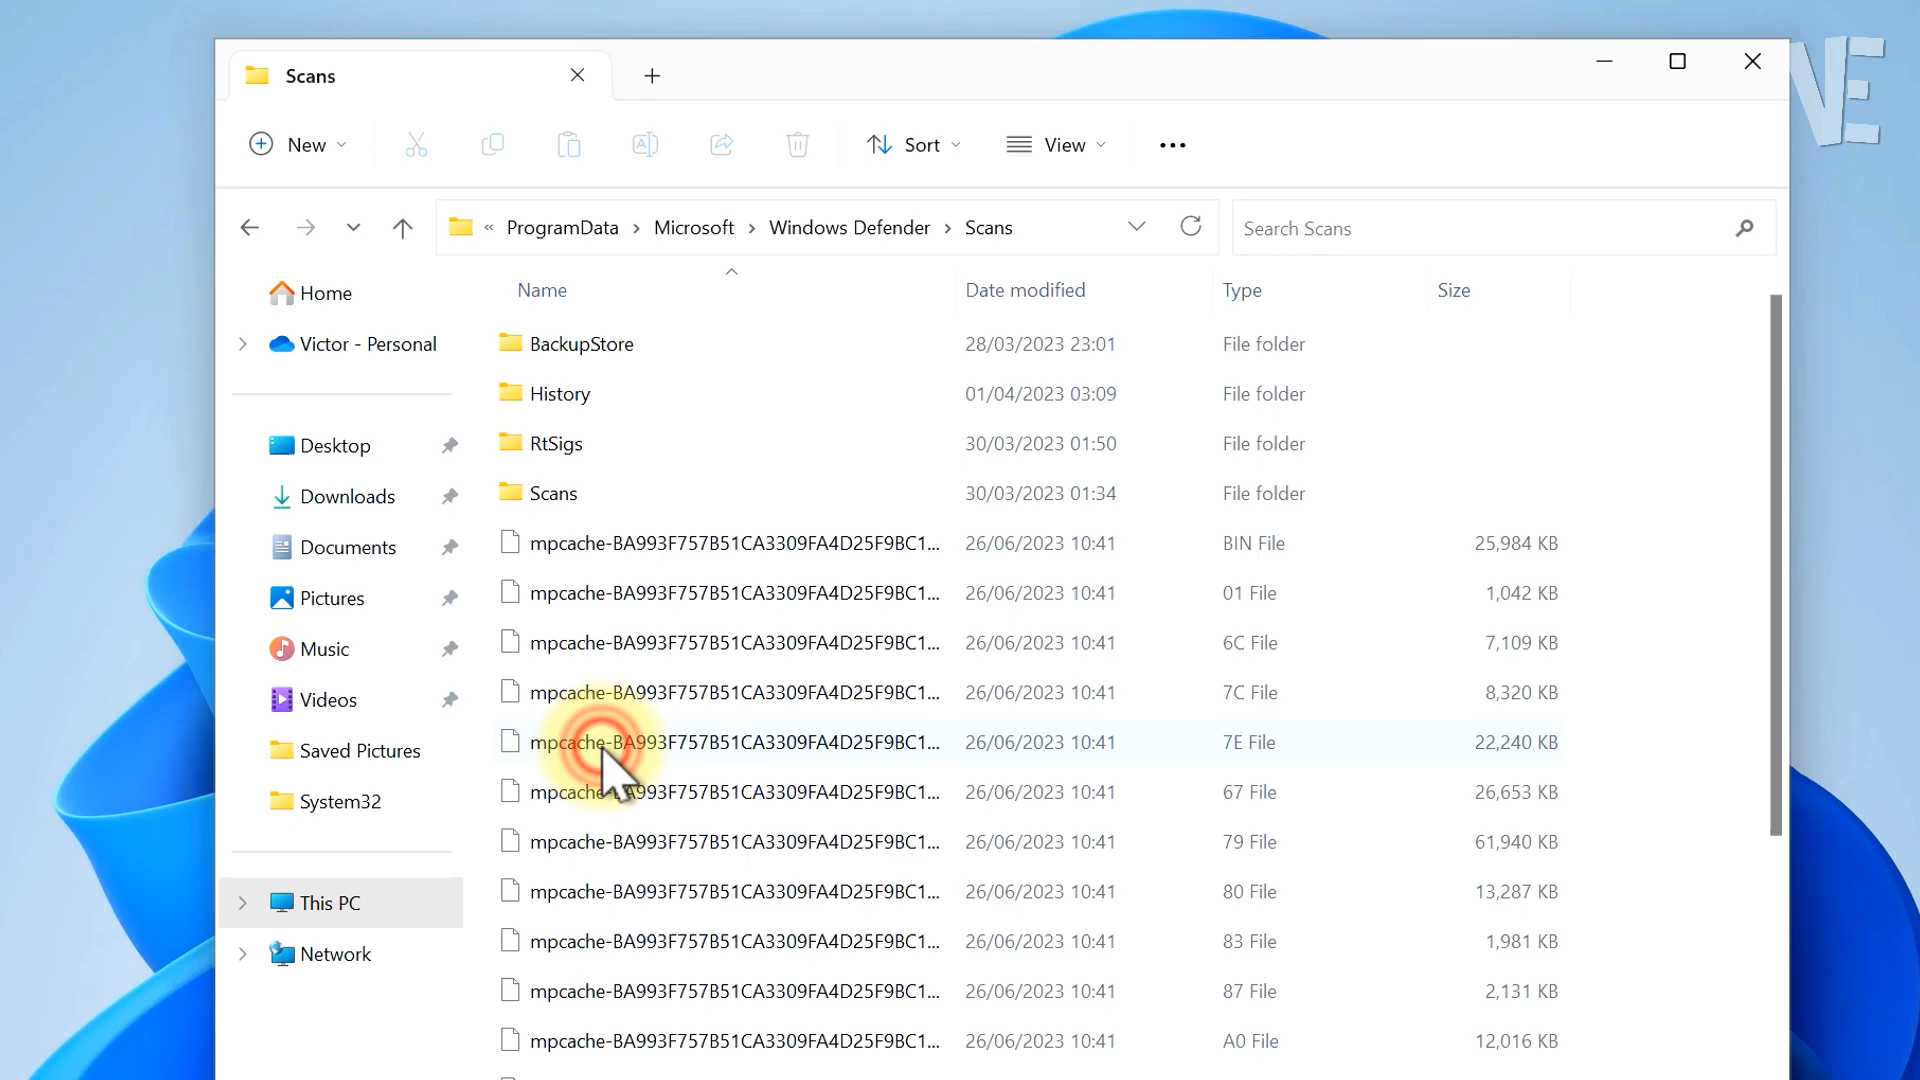 Scans
NE
New
Sort
View
« ProgramData › Microsoft › Windows Defender › Scans
Search Scans
Name Date modified Type Size
Home
Victor - Personal
Desktop
Downloads
Documents
Pictures
Music
Videos
Saved Pictures
System32
This PC
Network
BackupStore 28/03/2023 23:01 File folder
History 01/04/2023 03:09 File folder
RtSigs 30/03/2023 01:50 File folder
Scans 30/03/2023 01:34 File folder
mpcache-BA993F757B51CA3309FA4D25F9BC1... 26/06/2023 10:41 BIN File 25,984 KB
mpcache-BA993F757B51CA3309FA4D25F9BC1... 26/06/2023 10:41 01 File 1,042 KB
mpcache-BA993F757B51CA3309FA4D25F9BC1... 26/06/2023 10:41 6C File 7,109 KB
mpcache-BA993F757B51CA3309FA4D25F9BC1... 26/06/2023 10:41 7C File 8,320 KB
mpcache-BA993F757B51CA3309FA4D25F9BC1... 26/06/2023 10:41 7E File 22,240 KB
mpcache-BA993F757B51CA3309FA4D25F9BC1... 26/06/2023 10:41 67 File 26,653 KB
mpcache-BA993F757B51CA3309FA4D25F9BC1... 26/06/2023 10:41 79 File 61,940 KB
mpcache-BA993F757B51CA3309FA4D25F9BC1... 26/06/2023 10:41 80 File 13,287 KB
mpcache-BA993F757B51CA3309FA4D25F9BC1... 26/06/2023 10:41 83 File 1,981 KB
mpcache-BA993F757B51CA3309FA4D25F9BC1... 26/06/2023 10:41 87 File 2,131 KB
mpcache-BA993F757B51CA3309FA4D25F9BC1... 26/06/2023 10:41 A0 File 12,016 KB